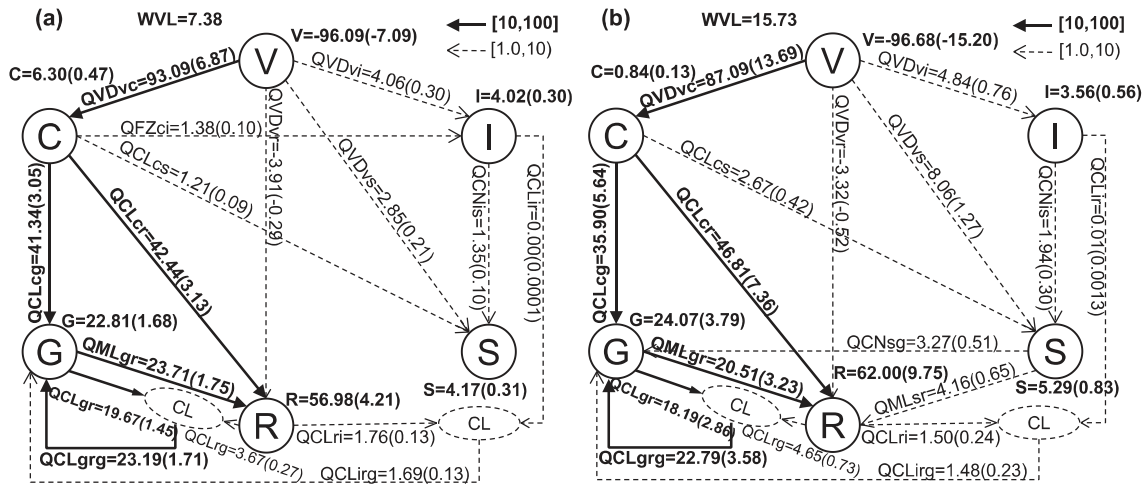 (a)
WVL=7.38
V=-96.09(-7.09)
[10,100]
[1.0,10)
C=6.30(0.47)
QVDvc=93.09(6.87)
V
QVDvi=4.06(0.30)
I=4.02(0.30)
C
QFZci=1.38(0.10)
I
QCLcs=1.21(0.09)
QVDvr=-3.91(-0.29)
QVDvs=2.85(0.21)
QCNis=1.35(0.10)
QCLir=0.00(0.0001)
QCLcg=41.34(3.05)
QCLcr=42.44(3.13)
G=22.81(1.68)
G
QMLgr=23.71(1.75)
S
S=4.17(0.31)
R=56.98(4.21)
QCLgr=19.67(1.45)
CL
R
CL
QCLrg=3.67(0.27)
QCLri=1.76(0.13)
QCLgrg=23.19(1.71)
QCLirg=1.69(0.13)
(b)
WVL=15.73
V=-96.68(-15.20)
[10,100]
[1.0,10)
C=0.84(0.13)
QVDvc=87.09(13.69)
V
QVDvi=4.84(0.76)
I=3.56(0.56)
C
I
QCLcs=2.67(0.42)
QVDvr=-3.32(-0.52)
QVDvs=8.06(1.27)
QCNis=1.94(0.30)
QCLir=0.01(0.0013)
QCLcg=35.90(5.64)
QCLcr=46.81(7.36)
G=24.07(3.79)
G
QCNsg=3.27(0.51)
S
QMLgr=20.51(3.23)
R=62.00(9.75)
QMLsr=4.16(0.65)
S=5.29(0.83)
QCLgr=18.19(2.86)
CL
R
CL
QCLrg=4.65(0.73)
QCLri=1.50(0.24)
QCLgrg=22.79(3.58)
QCLirg=1.48(0.23)